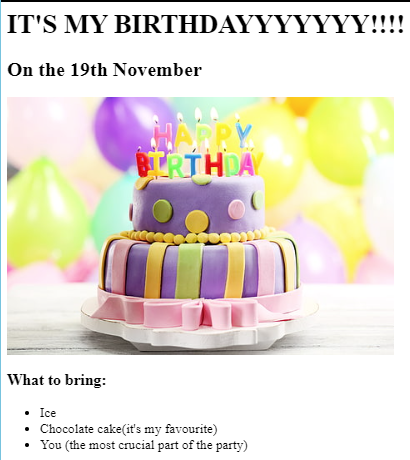 IT'S MY BIRTHDAYYYYYYY!!!!
On the 19th November
HAPPY
BIRTHDAY
What to bring:
Ice
Chocolate cake(it's my favourite)
You (the most crucial part of the party)